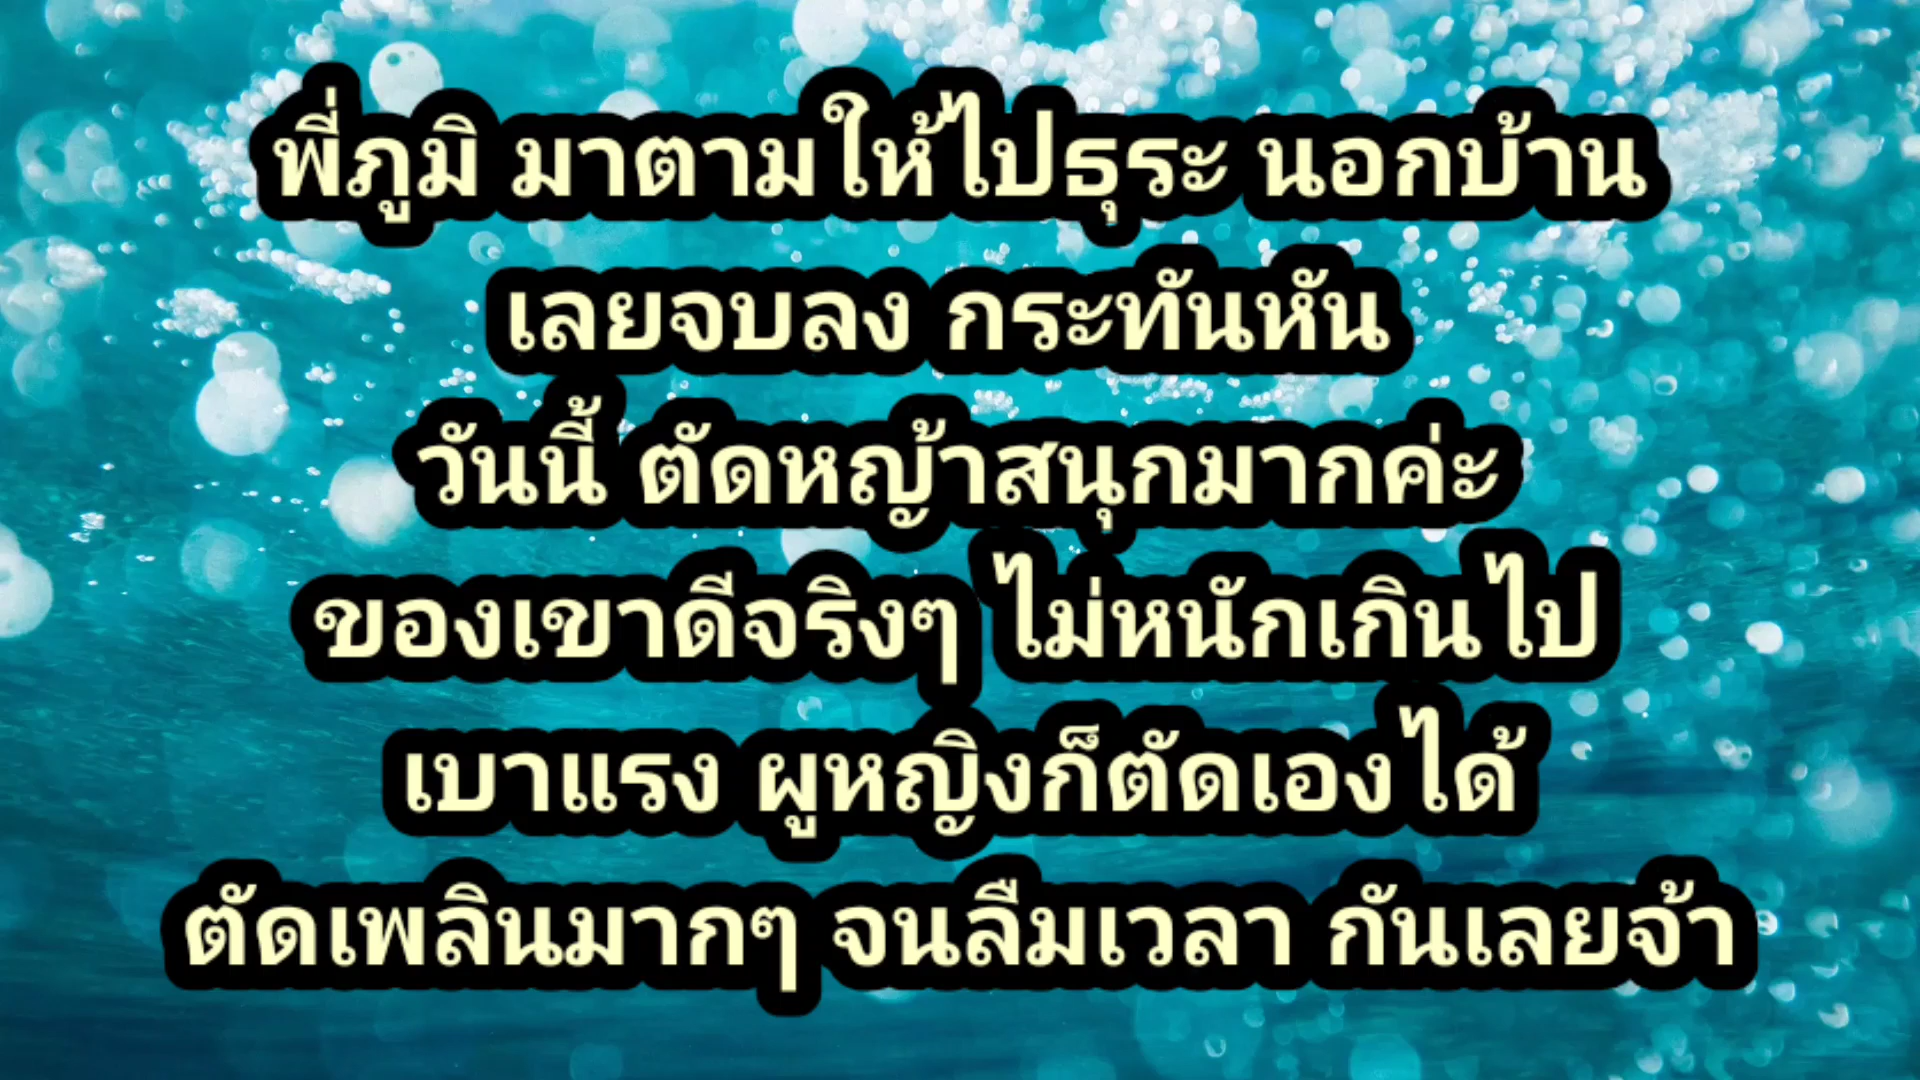 พี่ภูมิ มาตามให้ไปธุระ นอกบ้าน
เลยจบลง กระทันหัน
วันนี้ ตัดหญ้าสนุกมากค่ะ
ของเขาดีจริงๆ ไม่หนักเกินไป
เบาแรง ผูหญิงก็ตัดเองได้
ตัดเพลินมากๆ จนลืมเวลา กันเลยจ้า